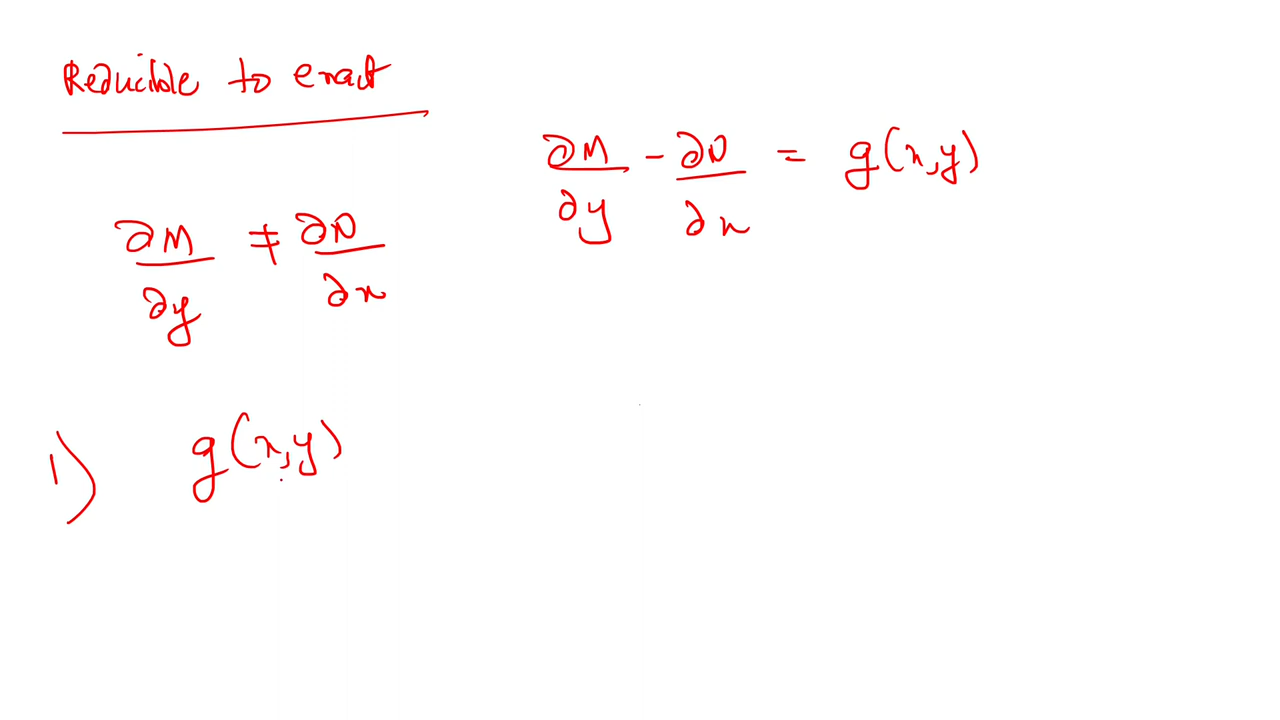 Reducible to exact
∂M/∂y - ∂N/∂x = g(x,y)
∂M/∂y ≠ ∂N/∂x
1) g(x,y)